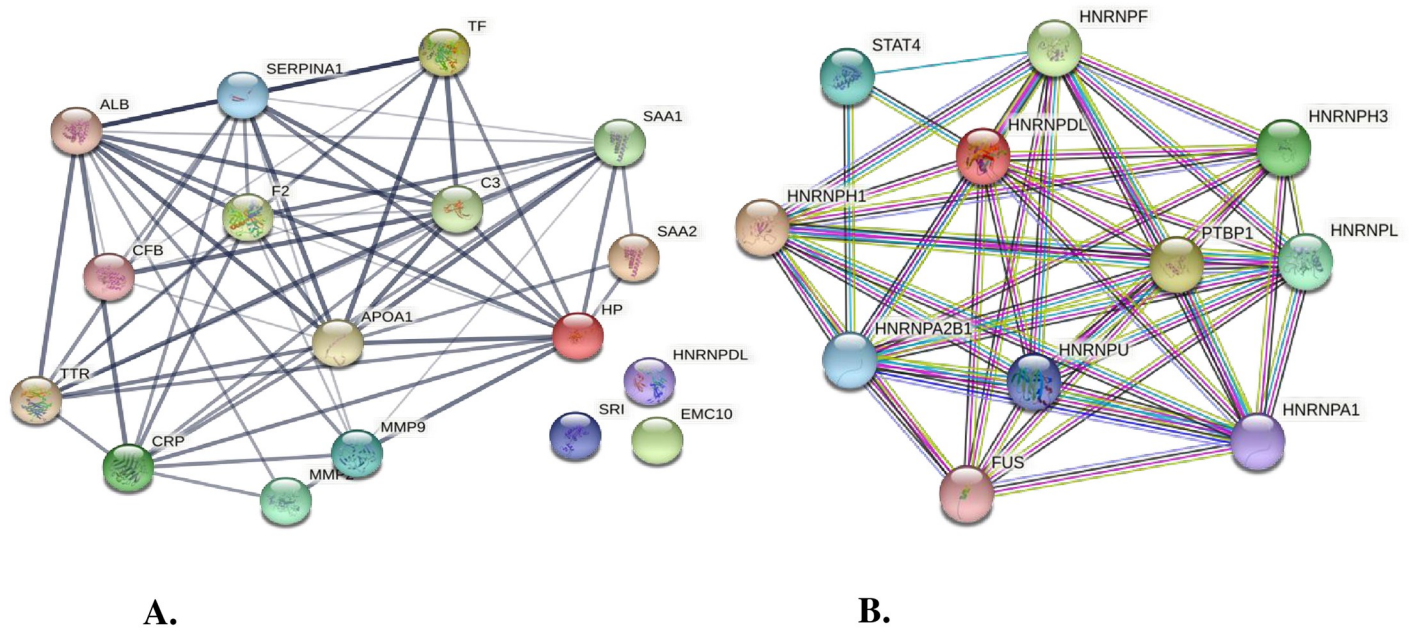 TF
SERPINA1
ALB
SAA1
F2
C3
SAA2
CFB
HP
APOA1
HNRNPDL
TTR
SRI
EMC10
CRP
MMP9
MMP2
A.
HNRNPF
STAT4
HNRNPH3
HNRNPDL
HNRNPH1
PTBP1
HNRNPL
HNRNPA2B1
HNRNPU
HNRNPA1
FUS
B.